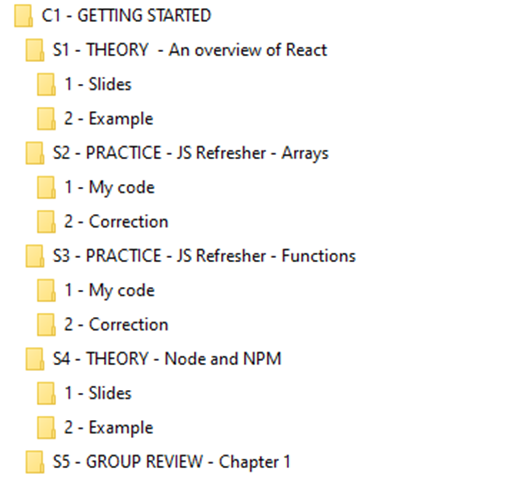 C1 - GETTING STARTED
S1 - THEORY  - An overview of React
1 - Slides
2 - Example
S2 - PRACTICE - JS Refresher - Arrays
1 - My code
2 - Correction
S3 - PRACTICE - JS Refresher - Functions
1 - My code
2 - Correction
S4 - THEORY - Node and NPM
1 - Slides
2 - Example
S5 - GROUP REVIEW - Chapter 1